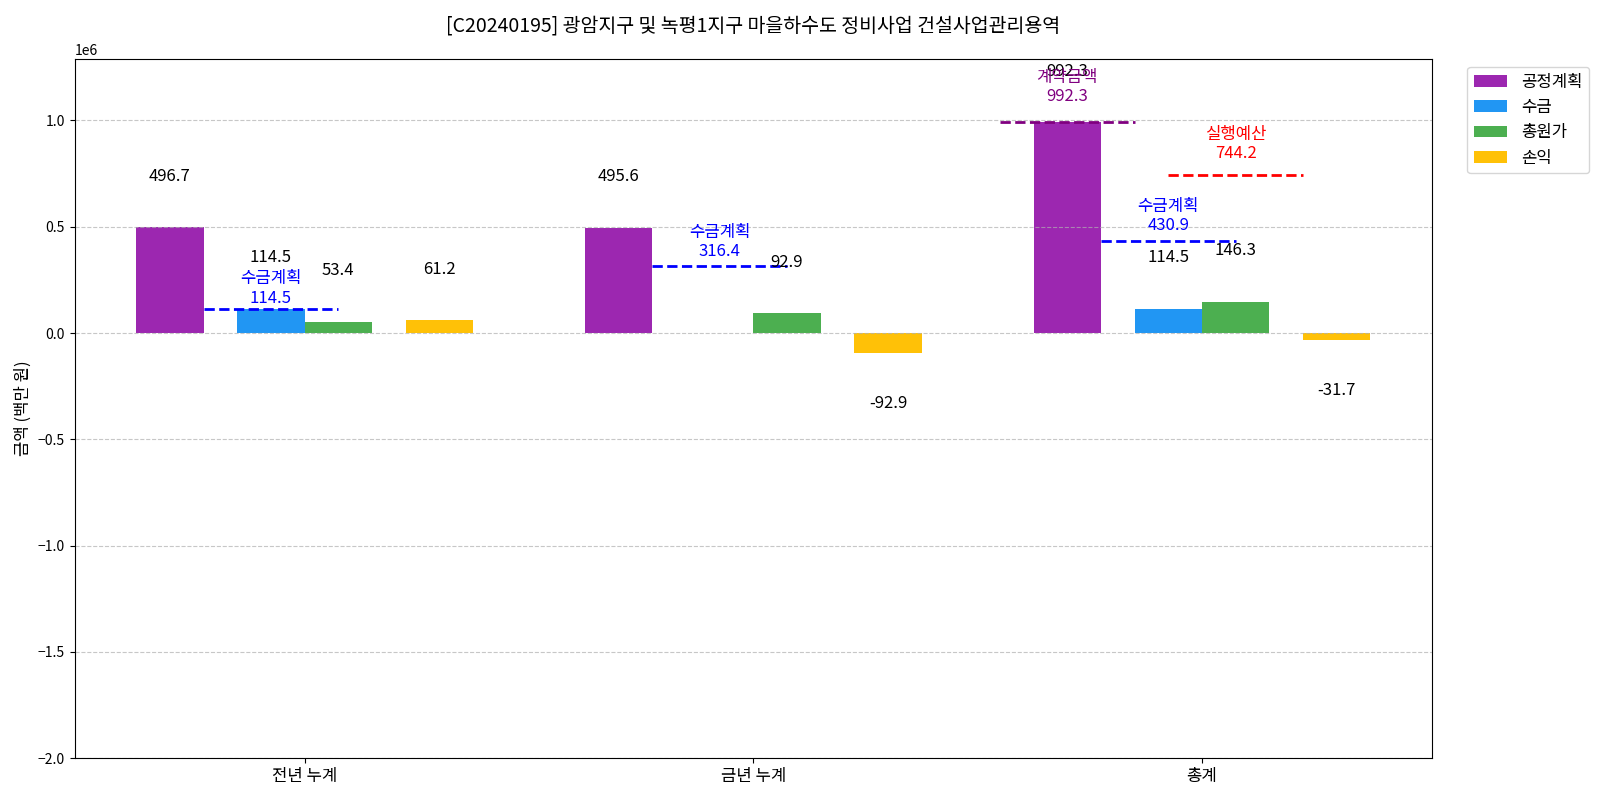 [C20240195] 광암지구 및 녹평1지구 마을하수도 정비사업 건설사업관리용역
1e6
금액 (백만 원)
1.0
0.5
0.0
−0.5
−1.0
−1.5
−2.0
496.7
114.5
수금계획
114.5
53.4
61.2
495.6
수금계획
316.4
92.9
-92.9
992.3
계약금액
992.3
실행예산
744.2
수금계획
430.9
114.5
146.3
-31.7
전년 누계
금년 누계
총계
공정계획
수금
총원가
손익